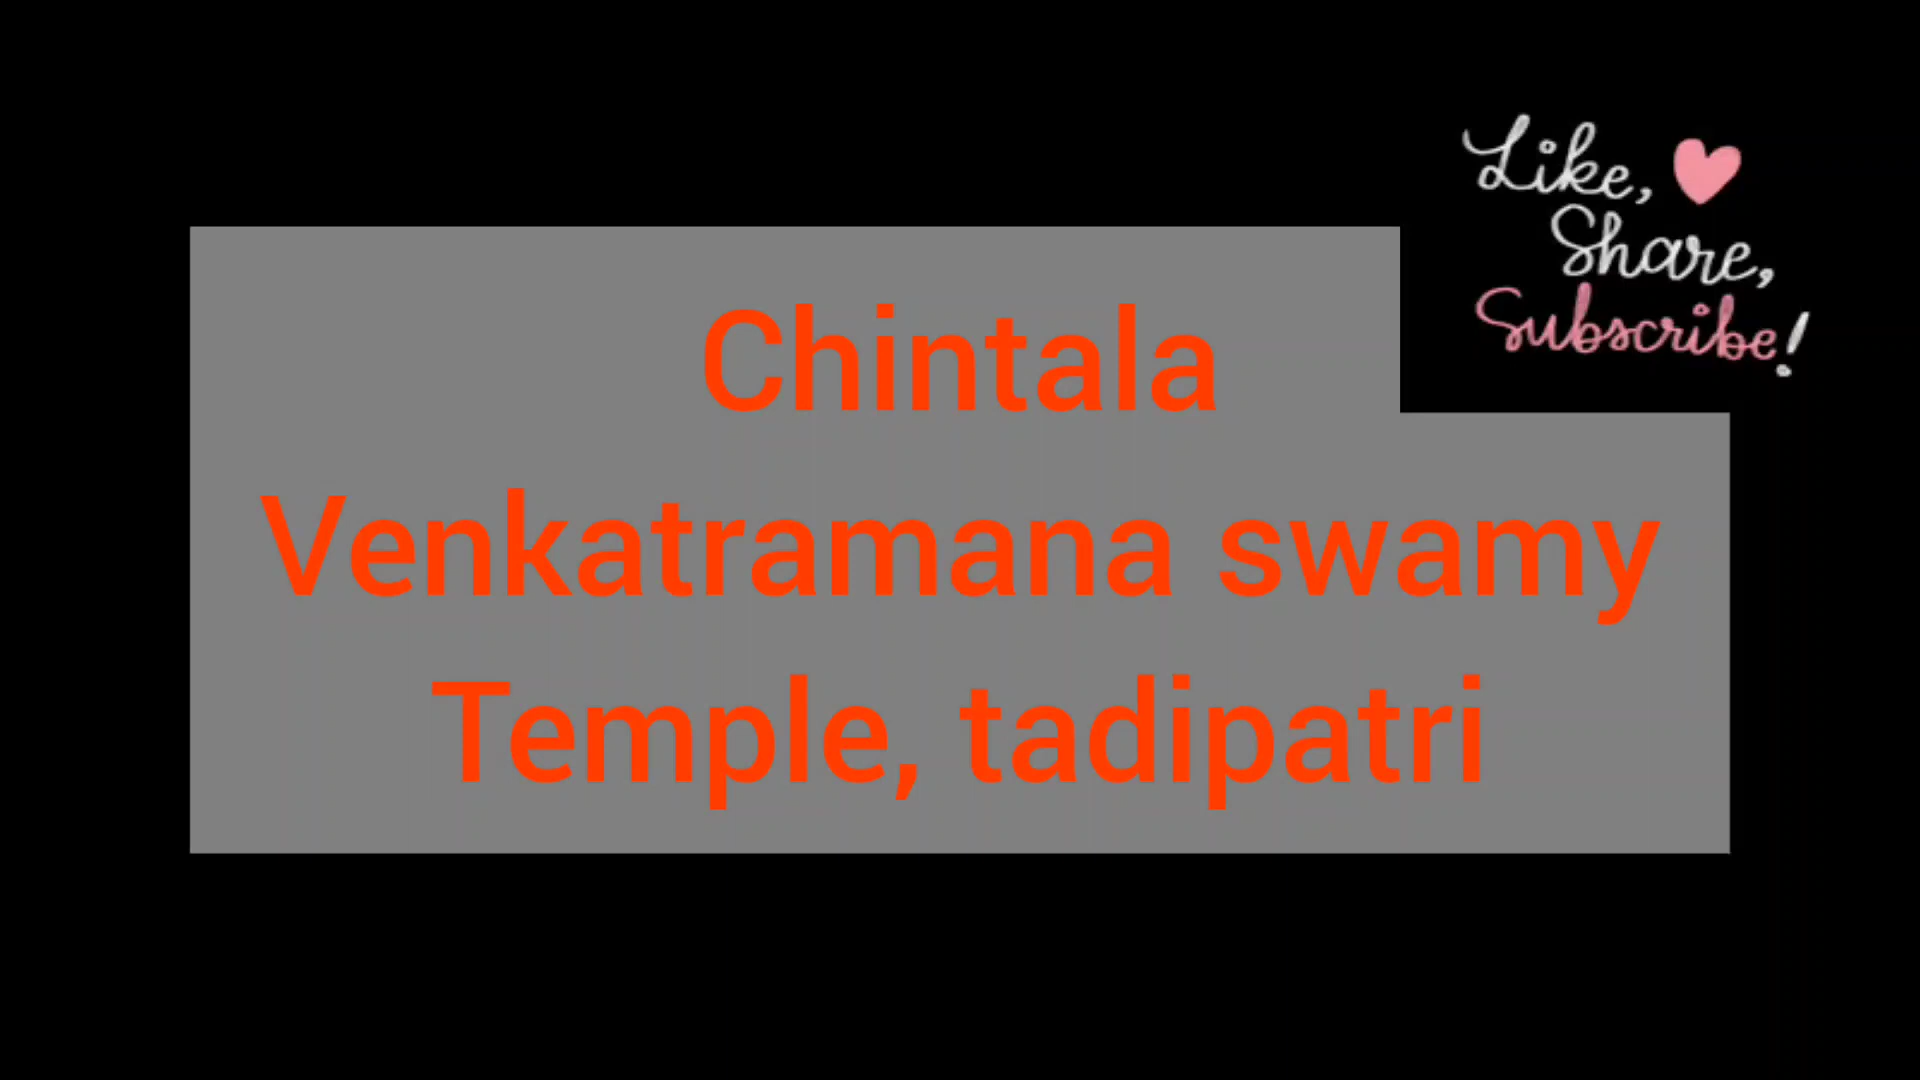 Like,
Share,
Subscribe!
Chintala
Venkatramana swamy
Temple, tadipatri